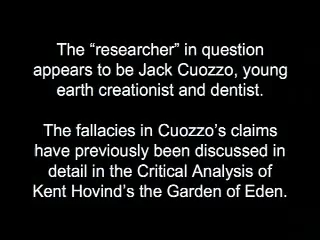 The “researcher” in question
appears to be Jack Cuozzo, young
earth creationist and dentist.
The fallacies in Cuozzo’s claims
have previously been discussed in
detail in the Critical Analysis of
Kent Hovind’s the Garden of Eden.